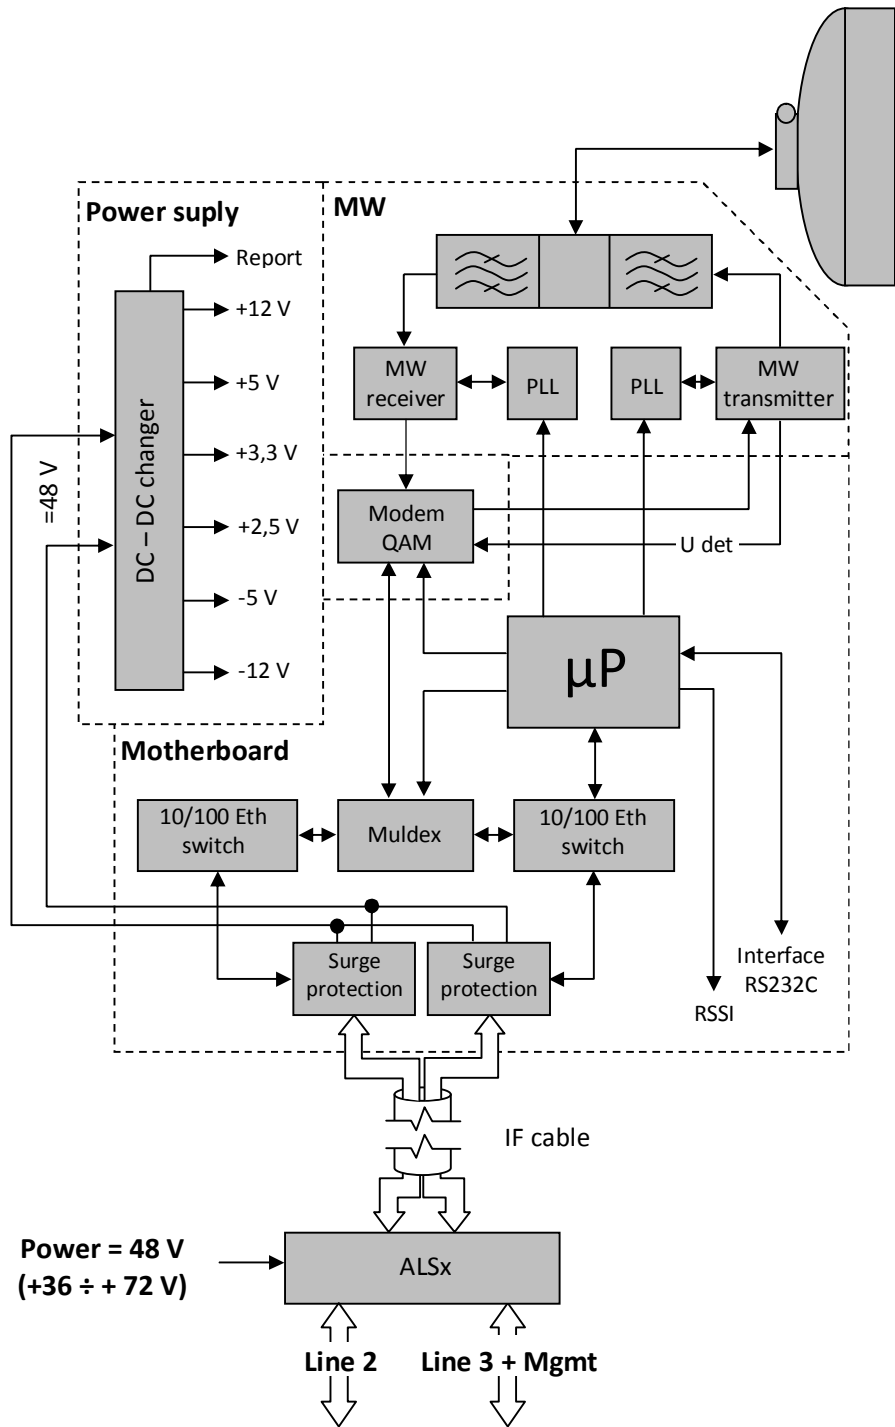 Power suply
MW
Report
+12 V
+5 V
+3,3 V
+2,5 V
-5 V
-12 V
DC – DC changer
=48 V
MW
receiver
PLL
PLL
MW
transmitter
Modem
QAM
U det
µP
Motherboard
10/100 Eth
switch
Muldex
10/100 Eth
switch
Surge
protection
Surge
protection
Interface
RS232C
RSSI
IF cable
Power = 48 V
(+36 ÷ + 72 V)
ALSx
Line 2
Line 3 + Mgmt